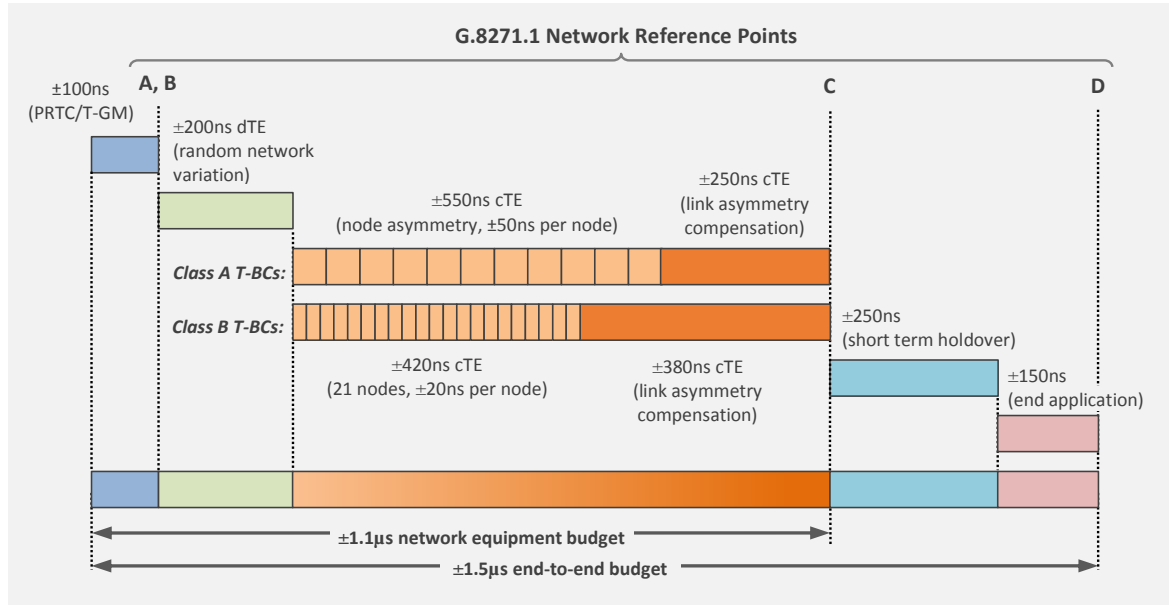 G.8271.1 Network Reference Points
±100ns
(PRTC/T-GM)
A, B
C
D
±200ns dTE
(random network
variation)
±550ns cTE
(node asymmetry, ±50ns per node)
±250ns cTE
(link asymmetry
compensation)
Class A T-BCs:
Class B T-BCs:
±420ns cTE
(21 nodes, ±20ns per node)
±380ns cTE
(link asymmetry
compensation)
±250ns
(short term holdover)
±150ns
(end application)
±1.1µs network equipment budget
±1.5µs end-to-end budget